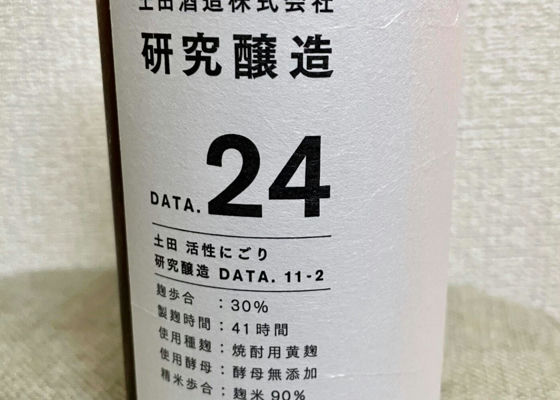 土田酒造株式会社
研究醸造
DATA. 24
土田 活性にごり
研究醸造 DATA. 11-2
麹歩合 : 30%
製麹時間 : 41時間
使用種麹 : 焼酎用黄麹
使用酵母 : 酵母無添加
精米歩合 : 麹米90%